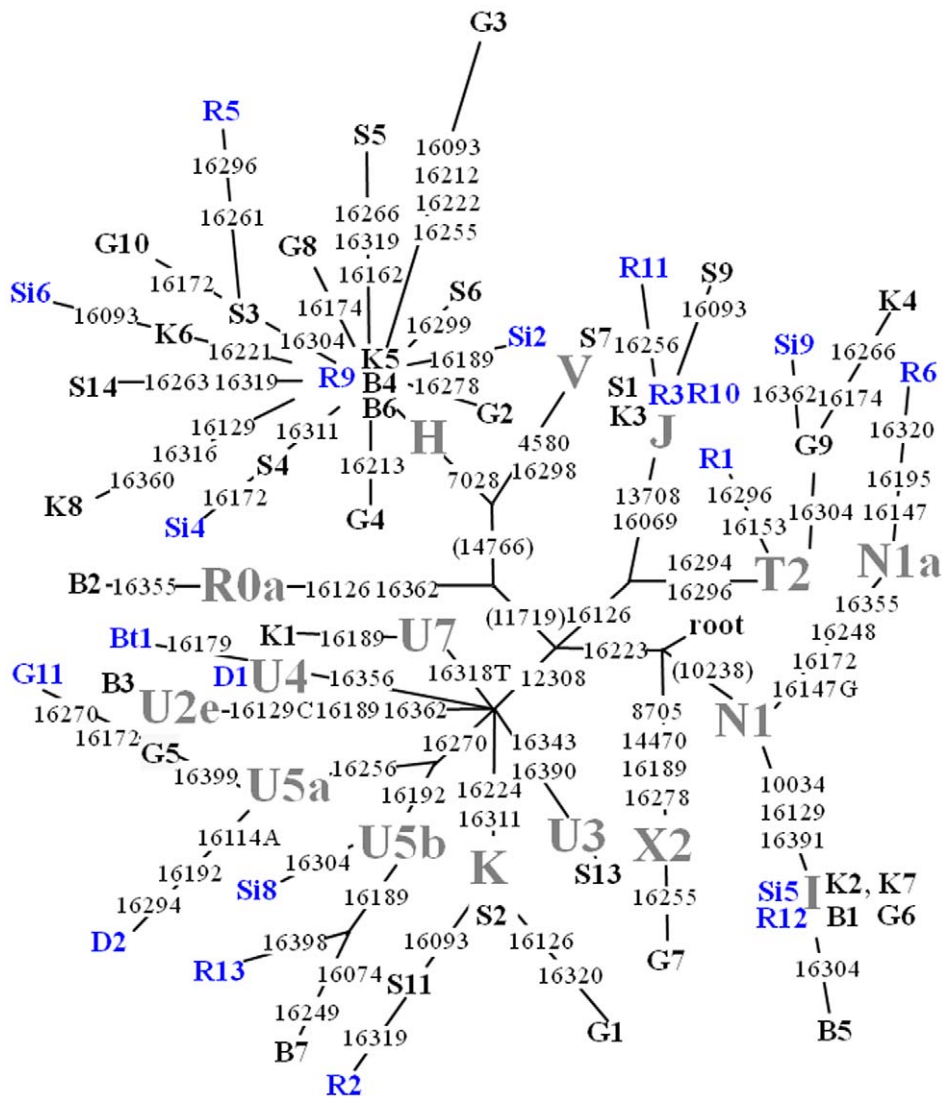 G3
R5
S5
16093
16296
16212
16266
16222
16261
16319
16255
G10
G8
16162
R11
S9
Si6
16172
16174
S6
16093
K4
16093
S3
16299
Si2
S7
16256
Si9
K6
16304
K5
16189
V
16266
R6
16221
R9
B4
16278
S1
R3
R10
16362
16174
S14
16263
16319
B6
G2
K3
J
16320
16129
16311
H
4580
G9
16316
S4
16213
16298
R1
16195
16360
7028
13708
16296
16304
16147
K8
16172
G4
16069
16153
Si4
(14766)
16294
T2
N1a
B2
16355
R0a
16126
16362
16296
16355
(11719)
16126
root
16248
Bt1
16179
K1
16189
U7
16223
(10238)
16172
G11
B3
D1
U4
16356
16318T
12308
16147G
U2e
16129C
16189
16362
8705
N1
16270
16270
16343
14470
16172
G5
16390
16189
10034
16399
U5a
16256
16224
16278
16129
16192
16311
16391
16114A
U5b
U3
X2
16192
16304
K
S13
Si5
I
K2, K7
16294
Si8
16189
S2
16255
R12
B1
G6
D2
16398
16093
16126
G7
16304
R13
16074
S11
16320
16249
16319
G1
B5
B7
R2